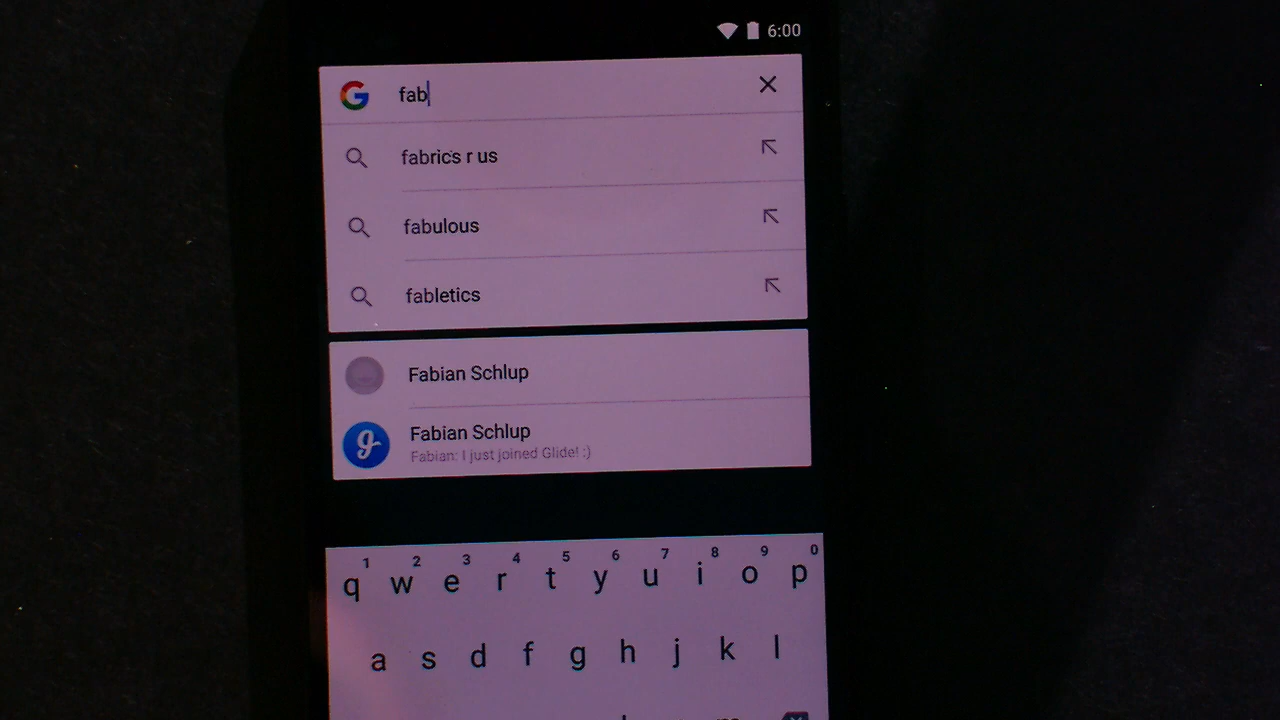 6:00
G fab
fabrics r us
fabulous
fabletics
Fabian Schlup
g Fabian Schlup
Fabian: I just joined Glide! :)
1 2 3 4 5 6 7 8 9 0
q w e r t y u i o p
a s d f g h j k l